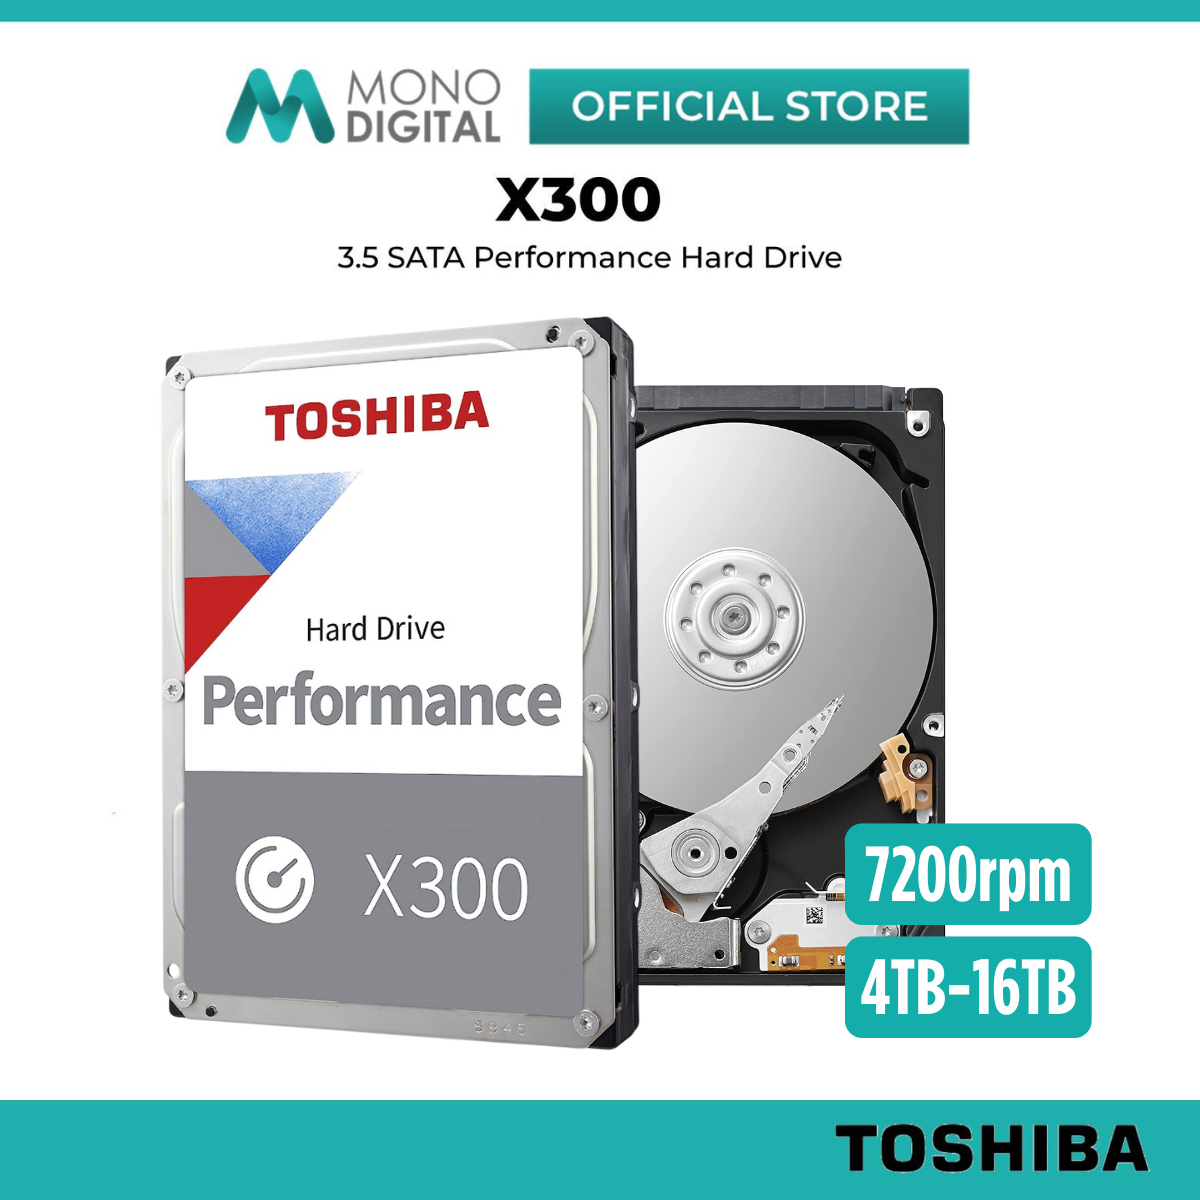 MONO
DIGITAL
OFFICIAL STORE
X300
3.5 SATA Performance Hard Drive
TOSHIBA
Hard Drive
Performance
X300
7200rpm
4TB-16TB
TOSHIBA